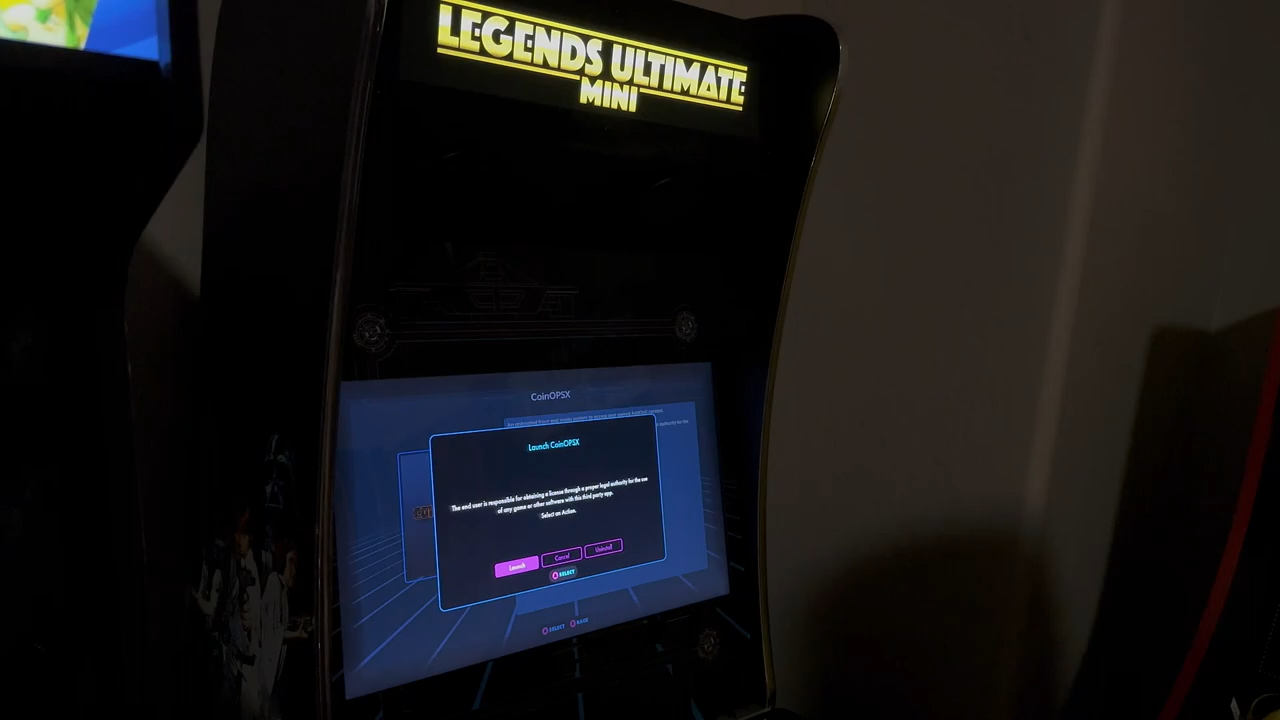 LEGENDS ULTIMATE
MINI
CoinOPSX
Launch CoinOPSX
The end user is responsible for obtaining a license through a proper legal authority for the use
of any game or other software with this third party app.
Select an Action.
Launch
Cancel
Uninstall
SELECT
SELECT
BACK